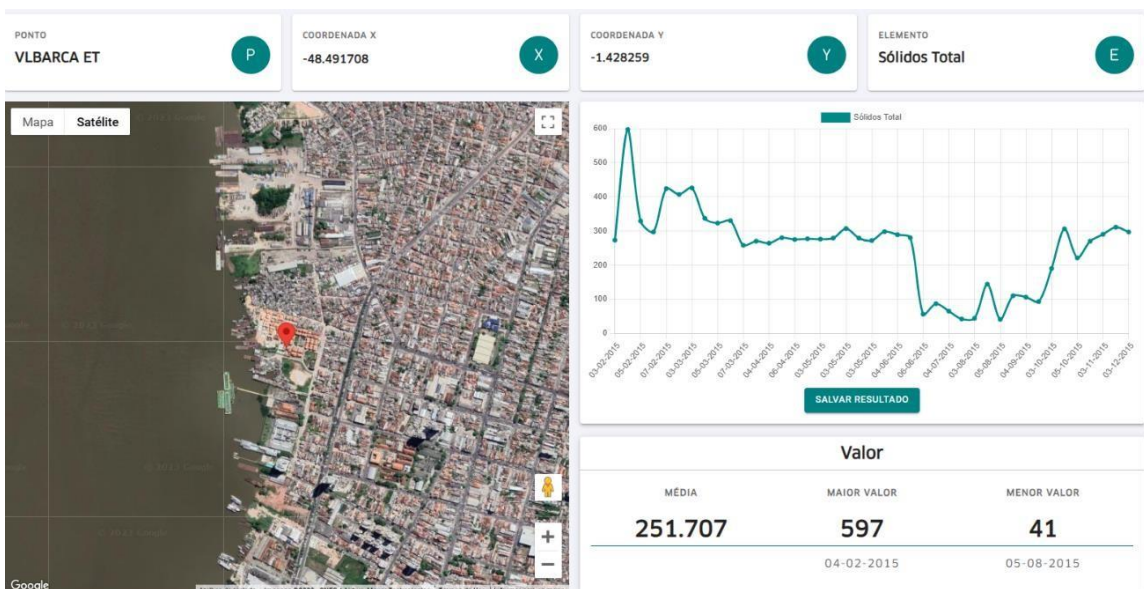 PONTO
VLBARCA ET
P
COORDENADA X
-48.491708
X
COORDENADA Y
-1.428259
Y
ELEMENTO
Sólidos Total
E
Mapa Satélite
Google
Sólidos Total
600
500
400
300
200
100
0
03-02-2015 05-02-2015 07-02-2015 03-03-2015 05-03-2015 07-03-2015 04-04-2015 06-04-2015 03-05-2015 03-05-2015 03-05-2015 04-06-2015 06-06-2015 04-07-2015 03-08-2015 05-08-2015 04-09-2015 03-10-2015 05-10-2015 03-11-2015 03-12-2015
SALVAR RESULTADO
Valor
MÉDIA MAIOR VALOR MENOR VALOR
251.707 597 41
04-02-2015 05-08-2015